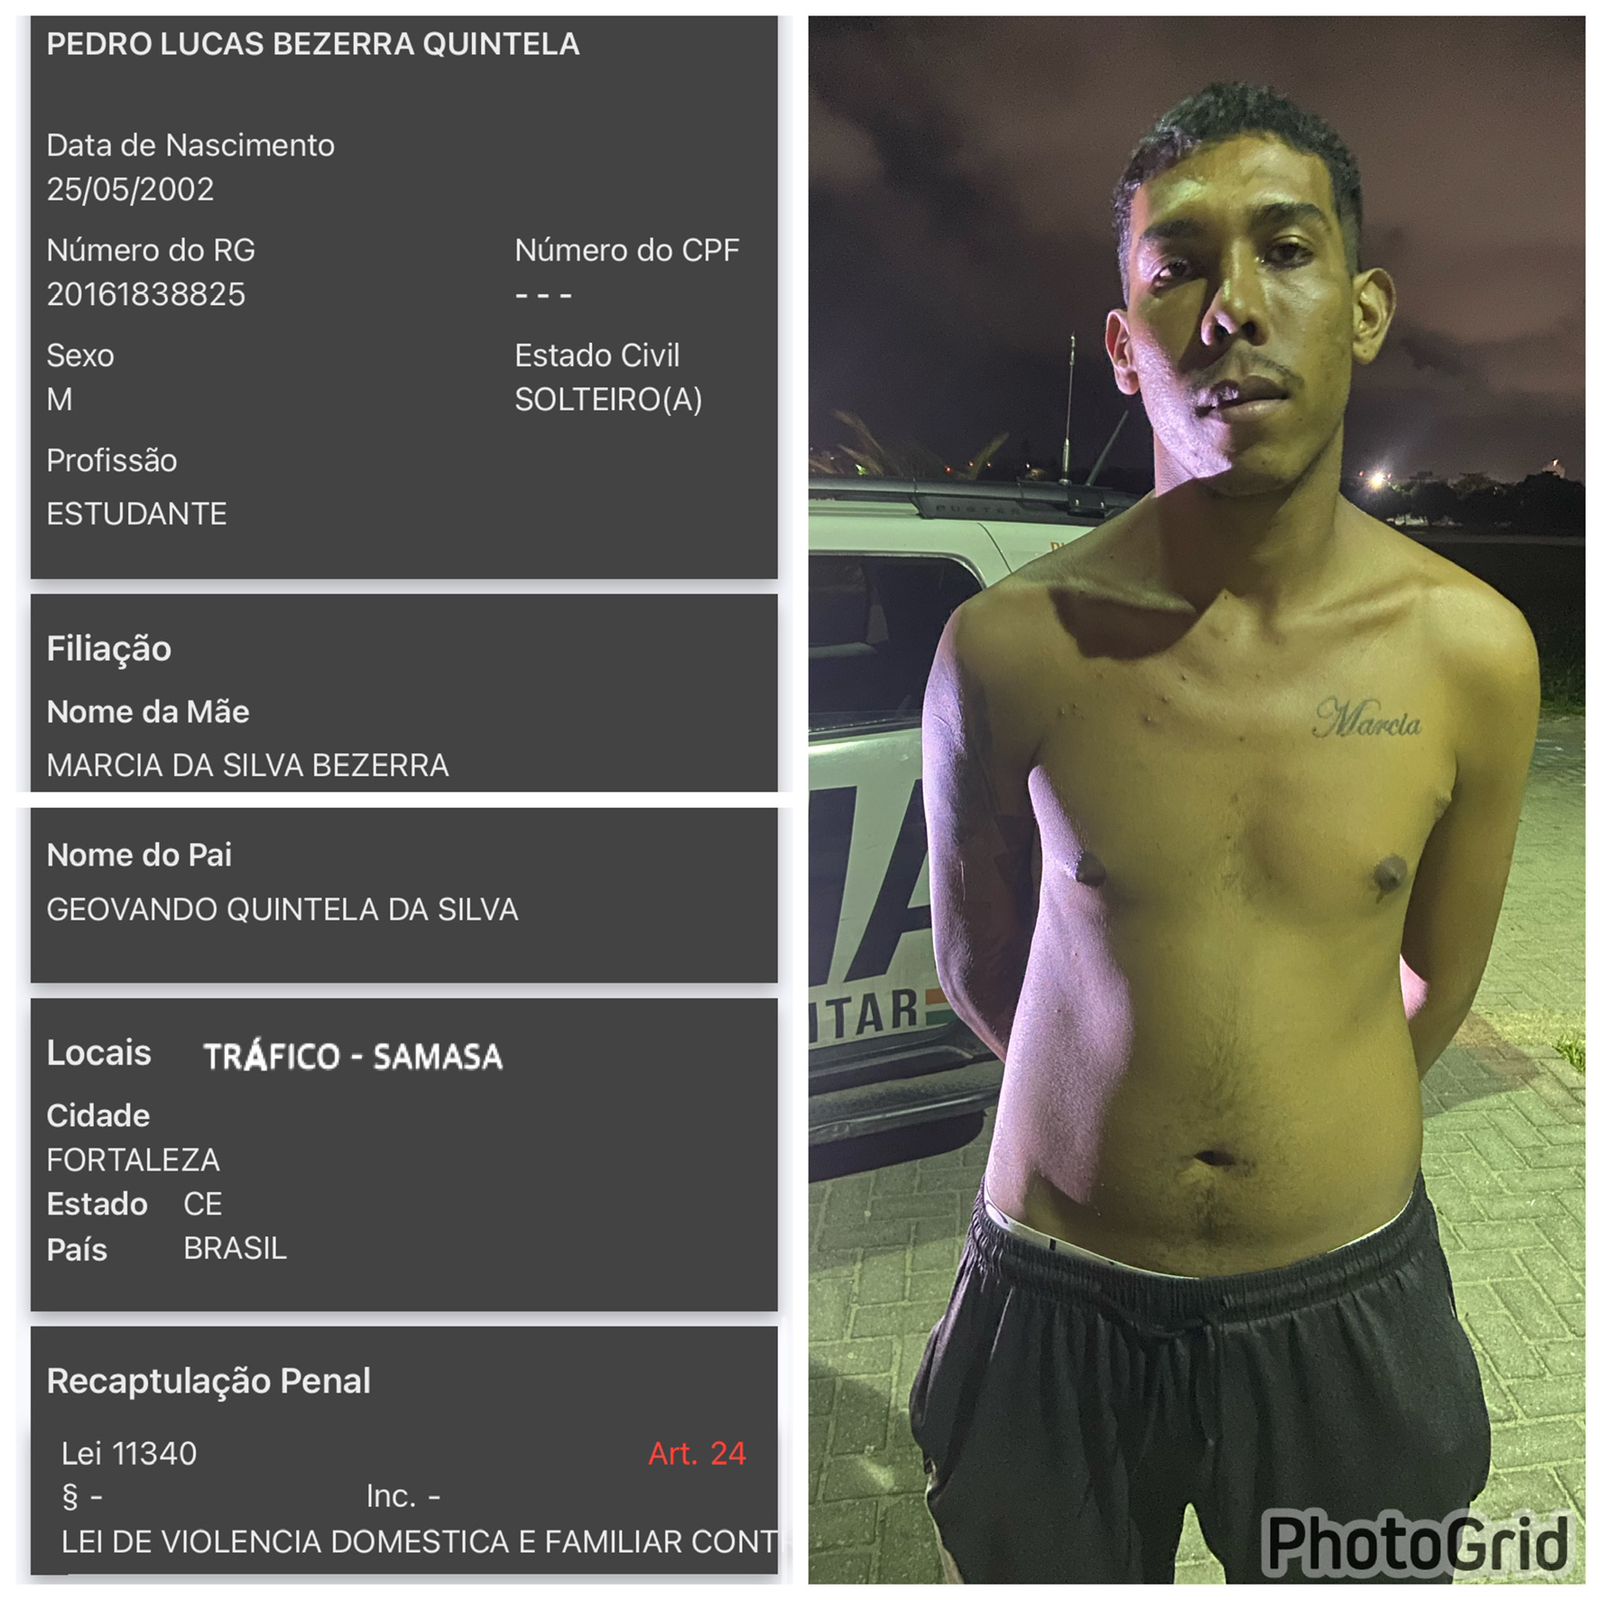 PEDRO LUCAS BEZERRA QUINTELA
Data de Nascimento
25/05/2002
Número do RG Número do CPF
20161838825 ---
Sexo Estado Civil
M SOLTEIRO(A)
Profissão
ESTUDANTE
Filiação
Nome da Mãe
MARCIA DA SILVA BEZERRA
Nome do Pai
GEOVANDO QUINTELA DA SILVA
Locais TRÁFICO - SAMASA
Cidade
FORTALEZA
Estado CE
País BRASIL
Recaptulação Penal
Lei 11340 Art. 24
§ - Inc. -
LEI DE VIOLENCIA DOMESTICA E FAMILIAR CONT
DUSTER
Marcia
ITAR
PhotoGrid